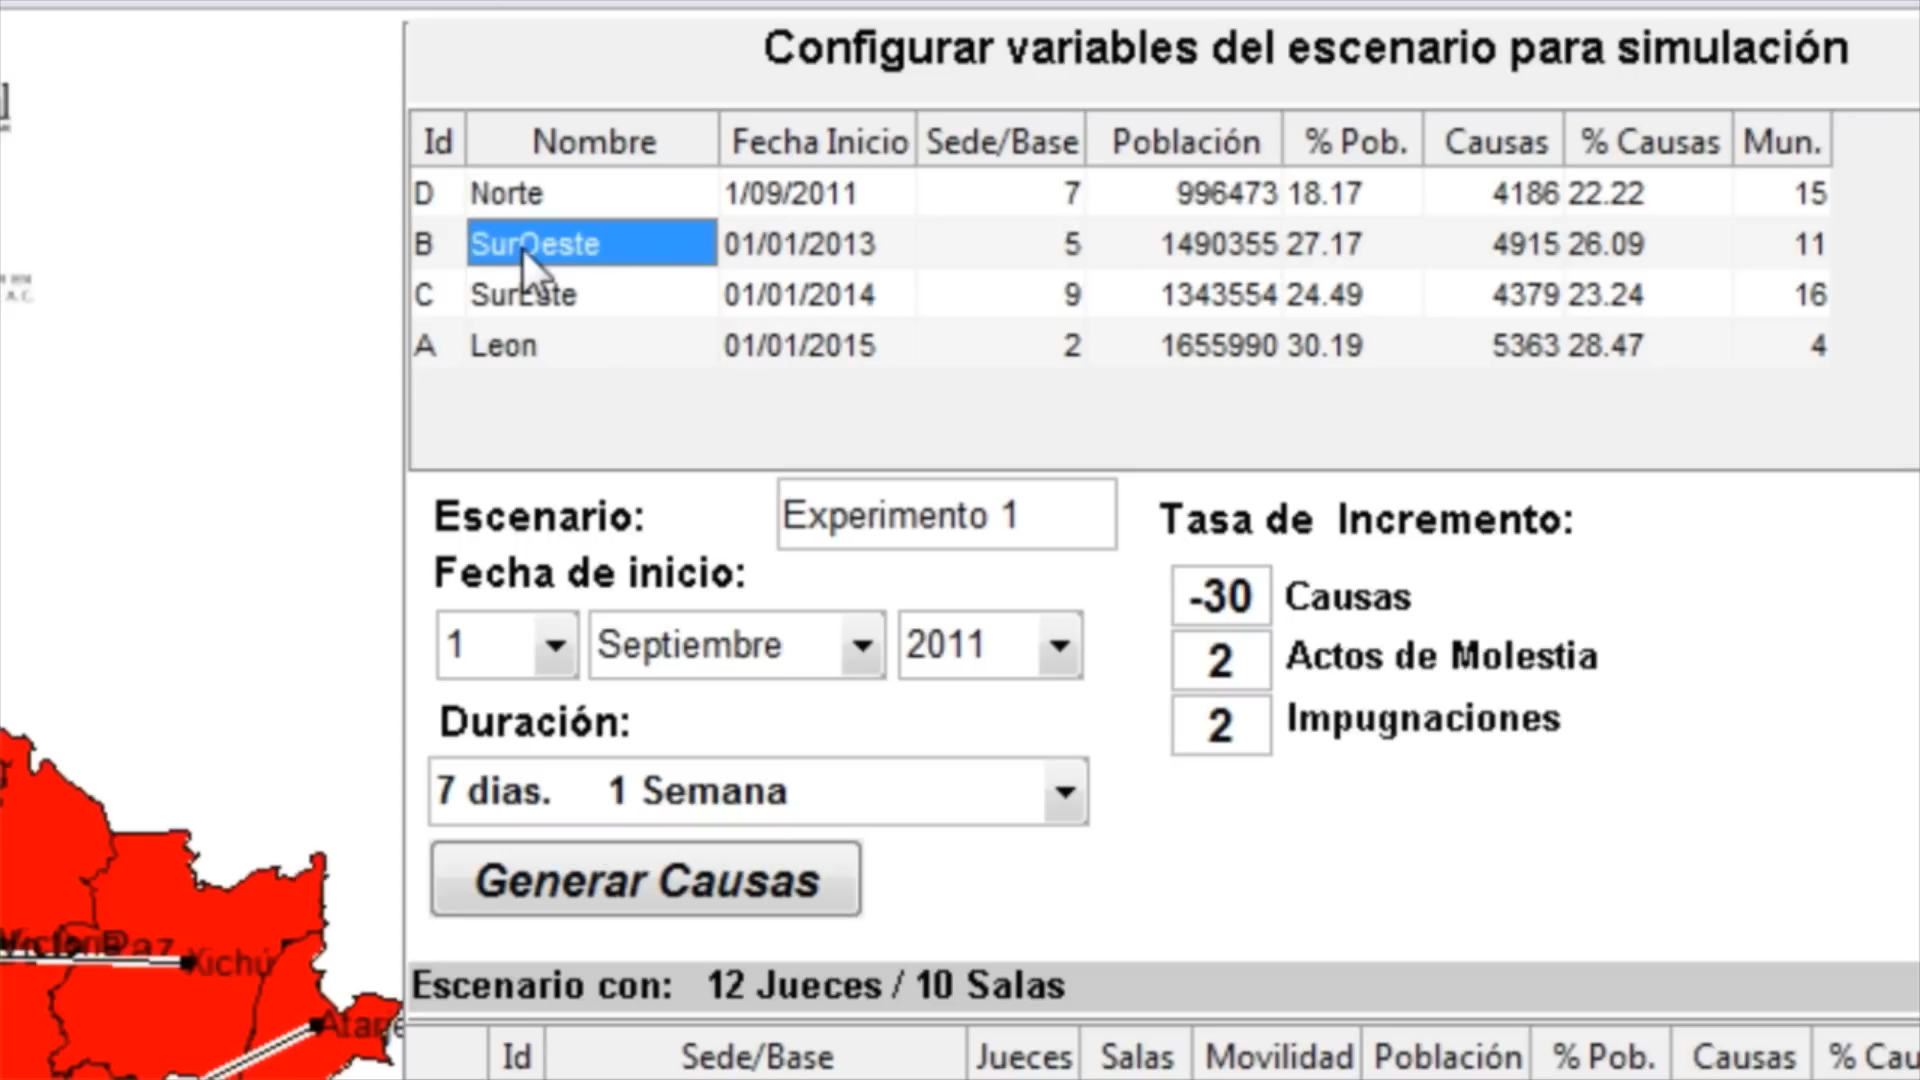 Configurar variables del escenario para simulación
Id Nombre Fecha Inicio Sede/Base Población % Pob. Causas % Causas Mun.
D Norte 1/09/2011 7 996473 18.17 4186 22.22 15
B SurOeste 01/01/2013 5 1490355 27.17 4915 26.09 11
C SurEste 01/01/2014 9 1343554 24.49 4379 23.24 16
A Leon 01/01/2015 2 1655990 30.19 5363 28.47 4
Escenario: Experimento 1
Tasa de Incremento:
Fecha de inicio:
-30 Causas
1 Septiembre 2011
2 Actos de Molestia
Duración:
2 Impugnaciones
7 dias. 1 Semana
Generar Causas
Paz
Xichú
Escenario con: 12 Jueces / 10 Salas
Id Sede/Base Jueces Salas Movilidad Población % Pob. Causas % Cau